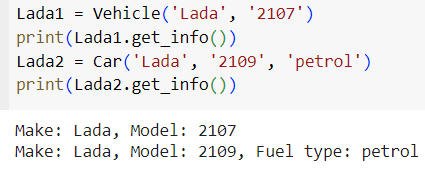 Lada1 = Vehicle('Lada', '2107')
print(Lada1.get_info())
Lada2 = Car('Lada', '2109', 'petrol')
print(Lada2.get_info())
Make: Lada, Model: 2107
Make: Lada, Model: 2109, Fuel type: petrol